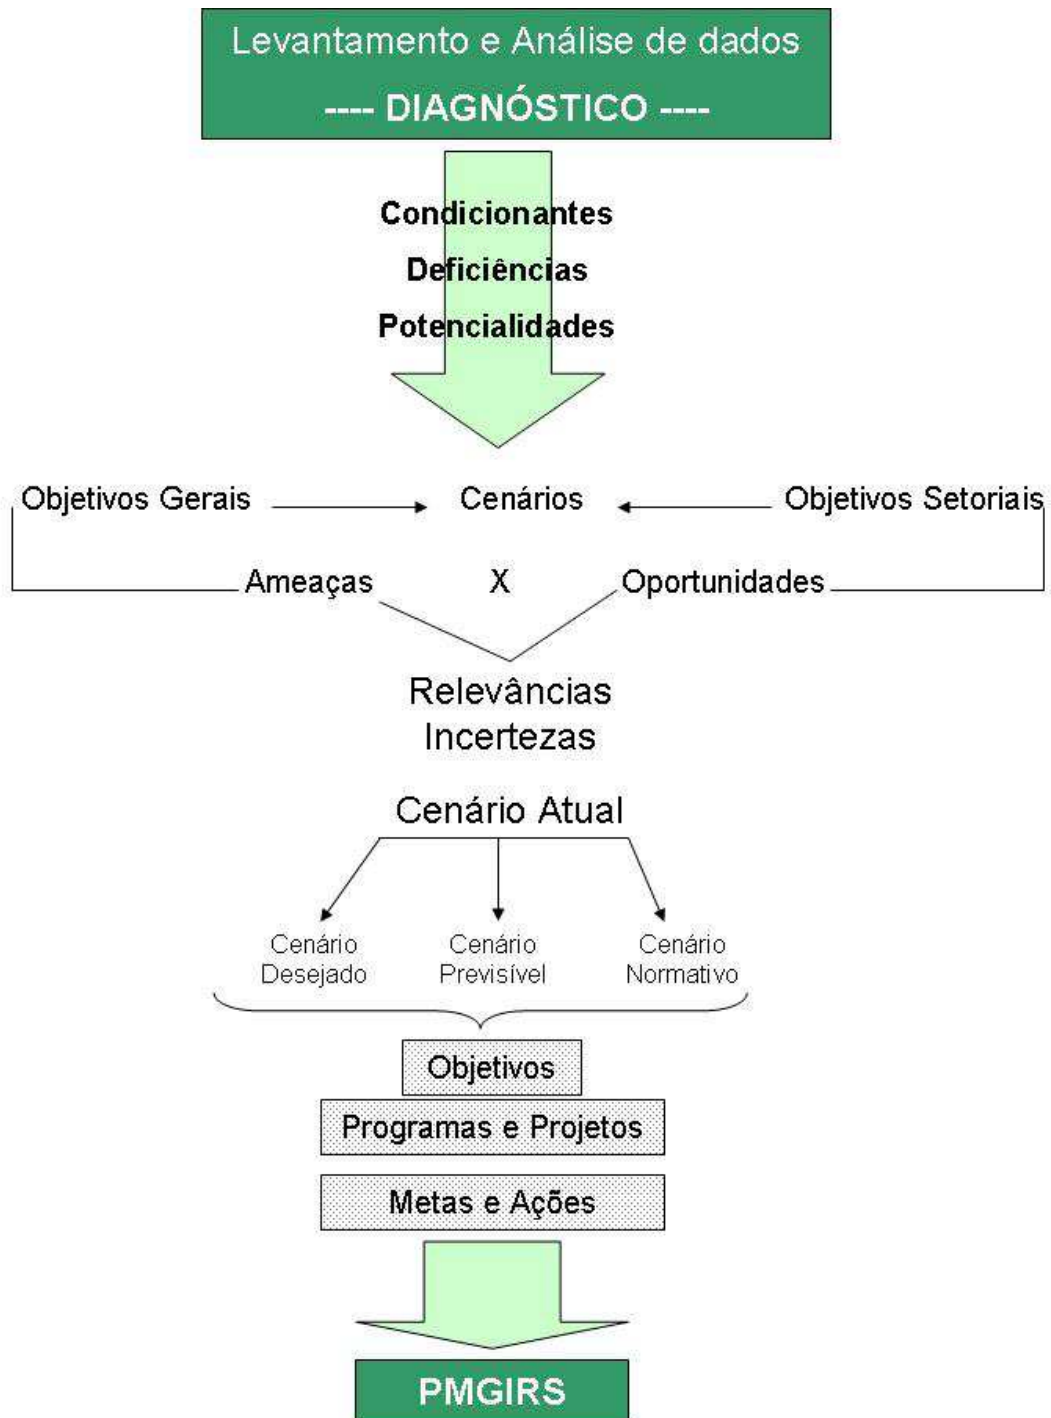 Levantamento e Análise de dados
---- DIAGNÓSTICO ----
Condicionantes
Deficiências
Potencialidades
Objetivos Gerais Cenários Objetivos Setoriais
Ameaças X Oportunidades
Relevâncias
Incertezas
Cenário Atual
Cenário Desejado
Cenário Previsível
Cenário Normativo
Objetivos
Programas e Projetos
Metas e Ações
PMGIRS